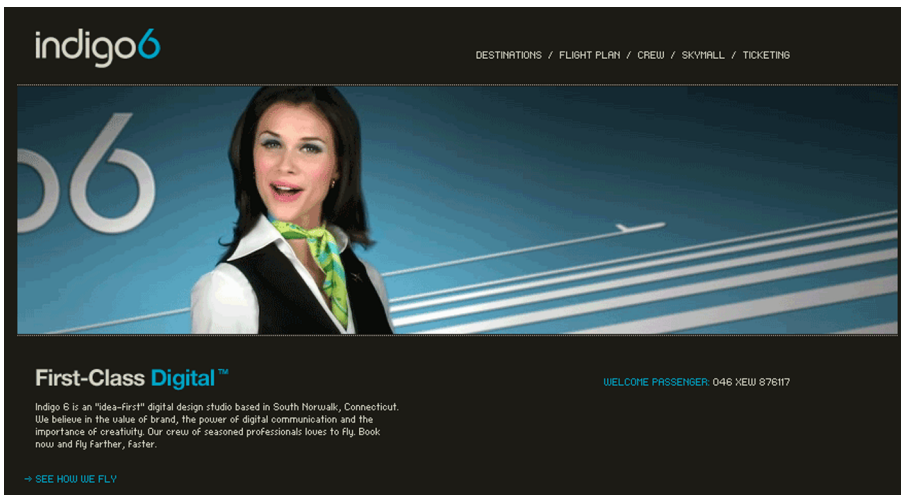 indigo6
DESTINATIONS / FLIGHT PLAN / CREW / SKYMALL / TICKETING
o6
First-Class Digital™
WELCOME PASSENGER: 046 XEW 876117
Indigo 6 is an "idea-first" digital design studio based in South Norwalk, Connecticut.
We believe in the value of brand, the power of digital communication and the
importance of creativity. Our crew of seasoned professionals loves to fly. Book
now and fly farther, faster.
→ SEE HOW WE FLY